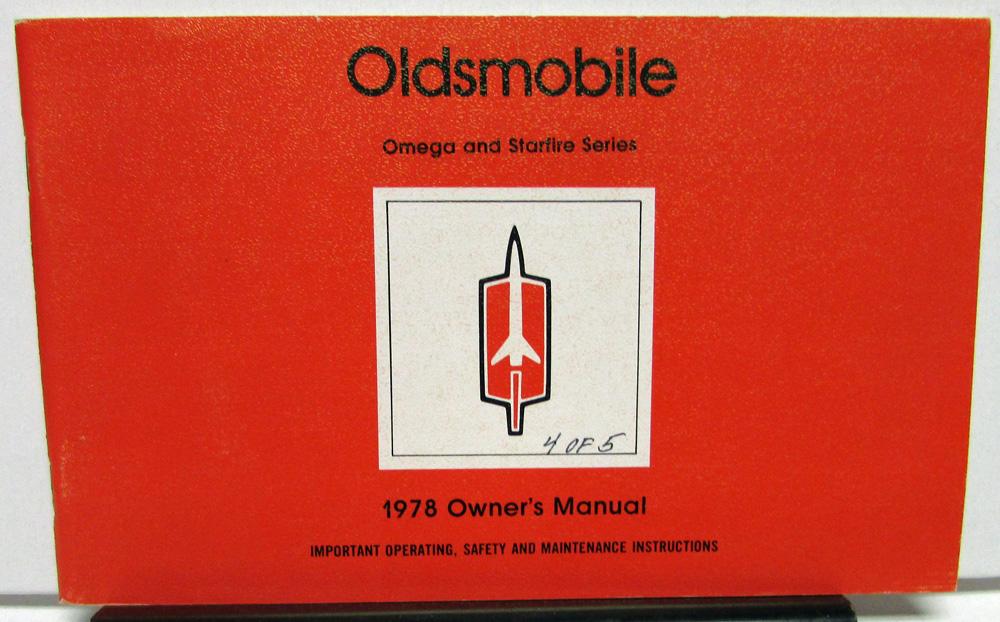 Oldsmobile
Omega and Starfire Series
4 OF 5
1978 Owner's Manual
IMPORTANT OPERATING, SAFETY AND MAINTENANCE INSTRUCTIONS